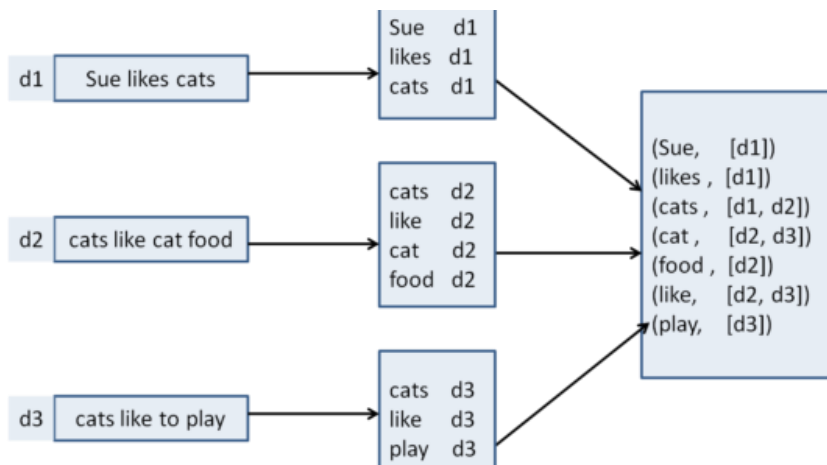 d1 Sue likes cats
Sue d1
likes d1
cats d1
d2 cats like cat food
cats d2
like d2
cat d2
food d2
d3 cats like to play
cats d3
like d3
play d3
(Sue, [d1])
(likes , [d1])
(cats , [d1, d2])
(cat , [d2, d3])
(food , [d2])
(like, [d2, d3])
(play, [d3])